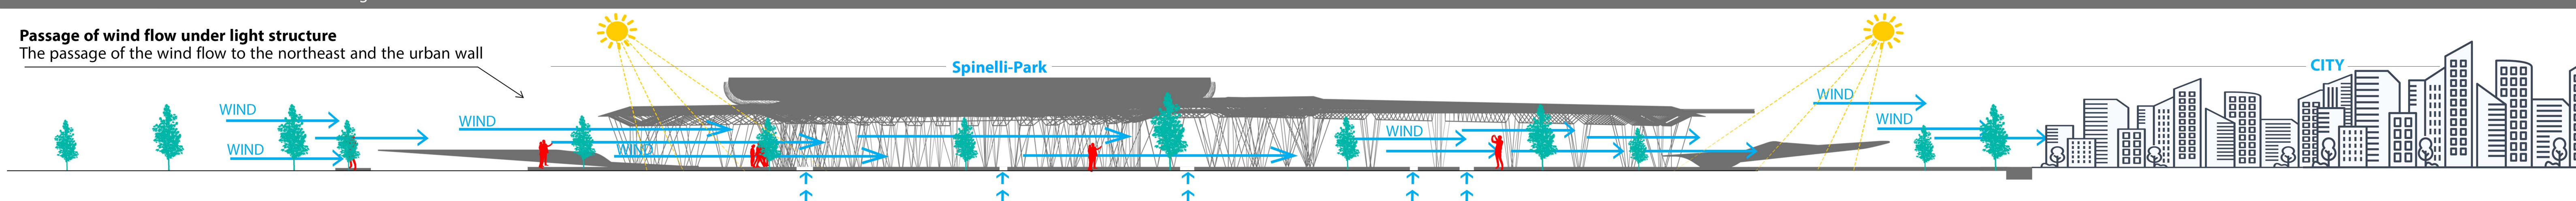 Passage of wind flow under light structure
The passage of the wind flow to the northeast and the urban wall
Spinelli-Park
CITY
WIND
WIND
WIND
WIND
WIND
WIND
WIND